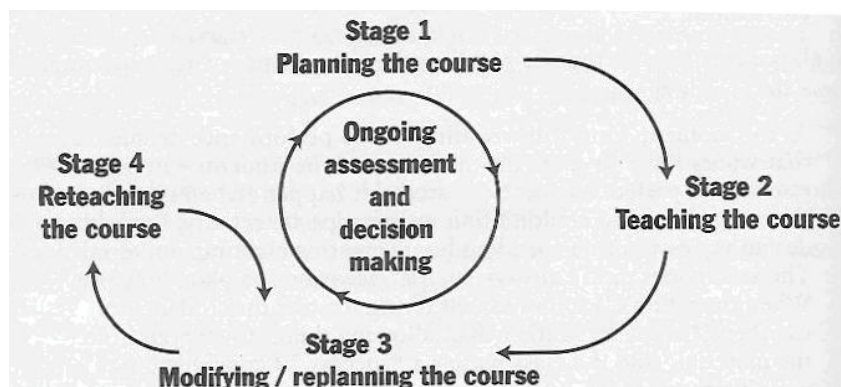 Stage 1
Planning the course
Ongoing
assessment
and
decision
making
Stage 4
Reteaching
the course
Stage 2
Teaching the course
Stage 3
Modifying / replanning the course